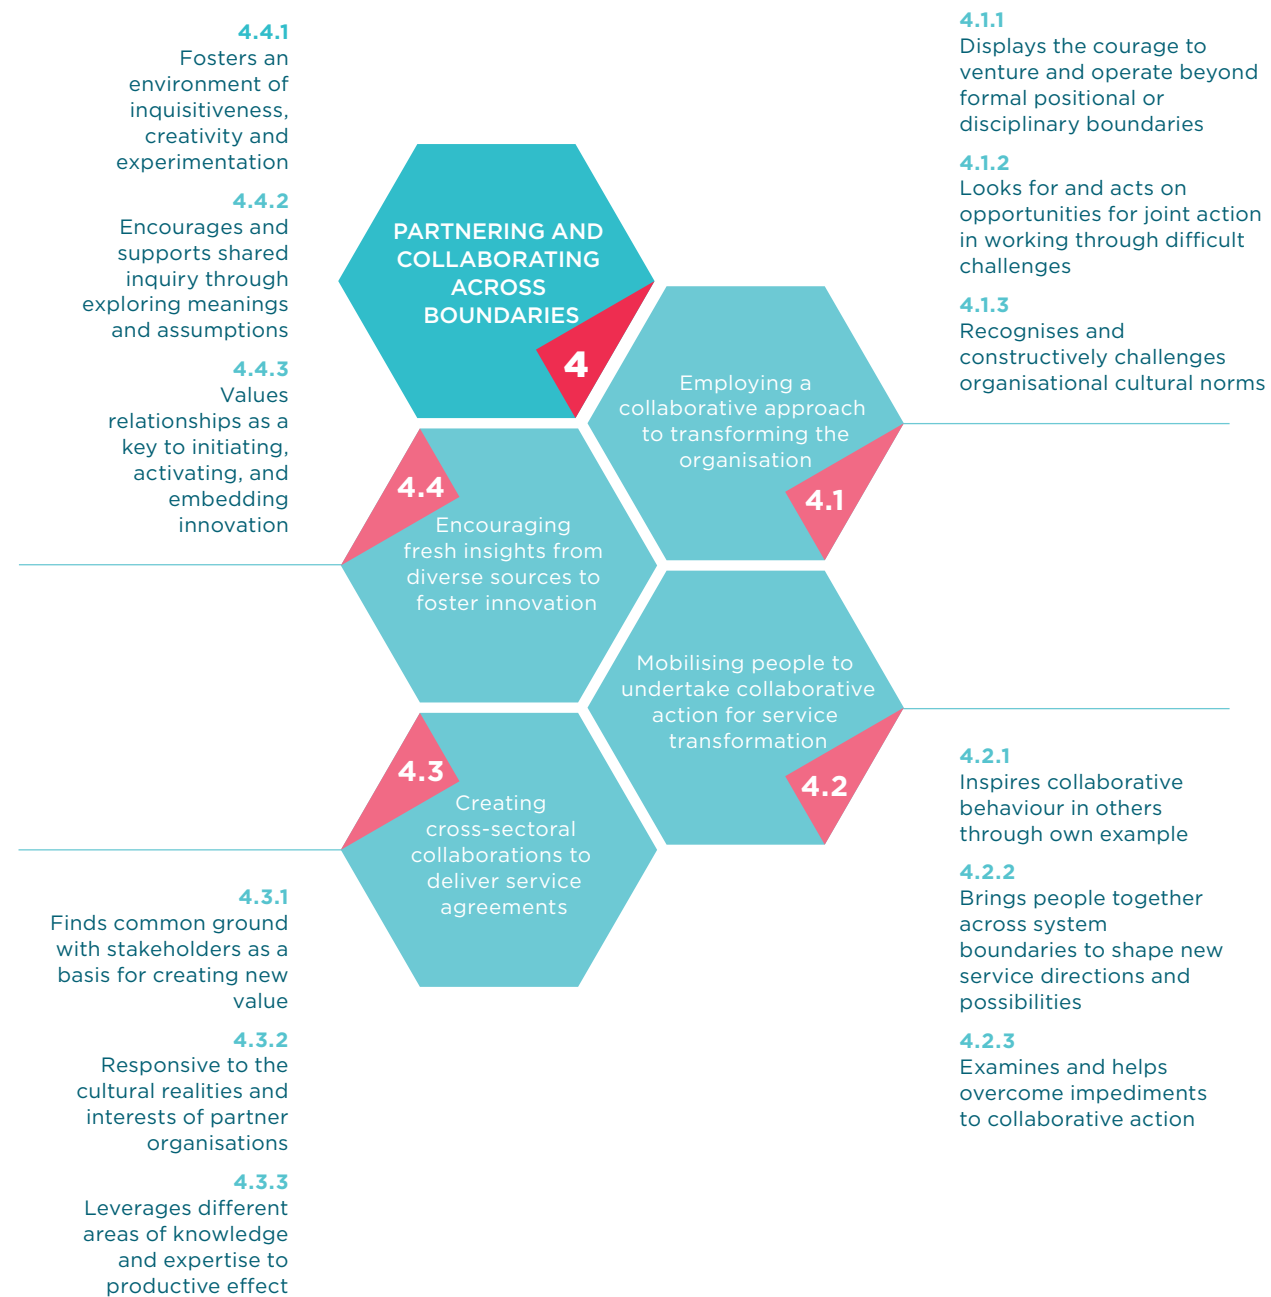 PARTNERING AND
COLLABORATING
ACROSS
BOUNDARIES
4
Employing a
collaborative approach
to transforming the
organisation
4.1
4.1.1
Displays the courage to
venture and operate beyond
formal positional or
disciplinary boundaries
4.1.2
Looks for and acts on
opportunities for joint action
in working through difficult
challenges
4.1.3
Recognises and
constructively challenges
organisational cultural norms
Mobilising people to
undertake collaborative
action for service
transformation
4.2
4.2.1
Inspires collaborative
behaviour in others
through own example
4.2.2
Brings people together
across system
boundaries to shape new
service directions and
possibilities
4.2.3
Examines and helps
overcome impediments
to collaborative action
4.3
Creating
cross-sectoral
collaborations to
deliver service
agreements
4.3.1
Finds common ground
with stakeholders as a
basis for creating new
value
4.3.2
Responsive to the
cultural realities and
interests of partner
organisations
4.3.3
Leverages different
areas of knowledge
and expertise to
productive effect
4.4
Encouraging
fresh insights from
diverse sources to
foster innovation
4.4.1
Fosters an
environment of
inquisitiveness,
creativity and
experimentation
4.4.2
Encourages and
supports shared
inquiry through
exploring meanings
and assumptions
4.4.3
Values
relationships as a
key to initiating,
activating, and
embedding
innovation